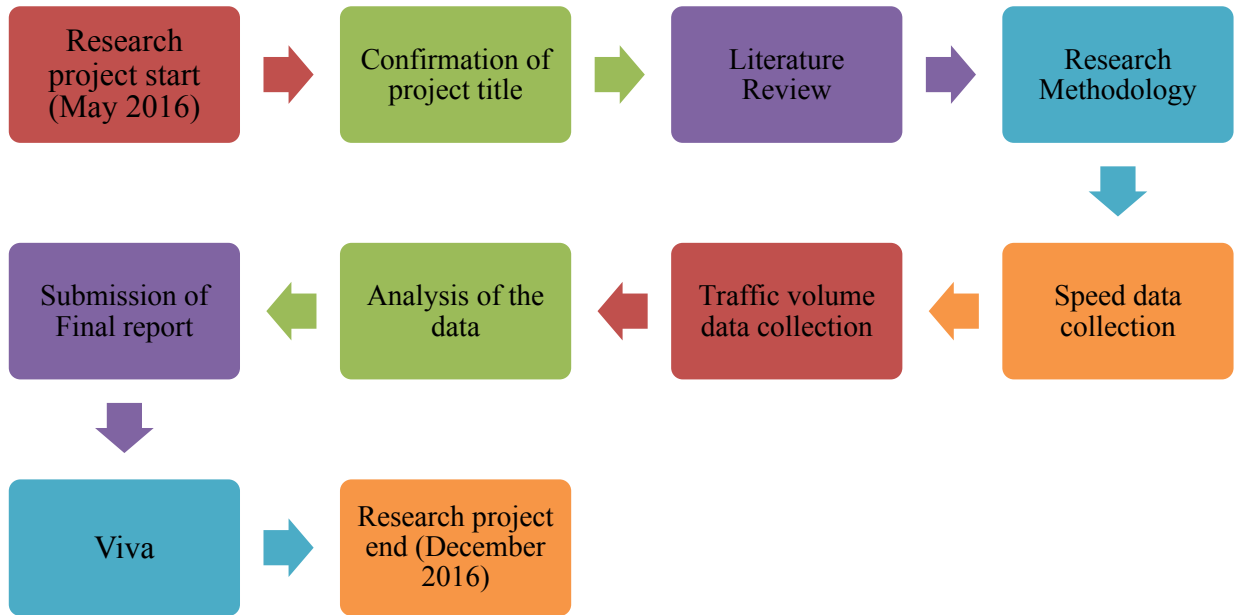 Research
project start
(May 2016)
Confirmation of
project title
Literature
Review
Research
Methodology
Speed data
collection
Traffic volume
data collection
Analysis of the
data
Submission of
Final report
Viva
Research project
end (December
2016)